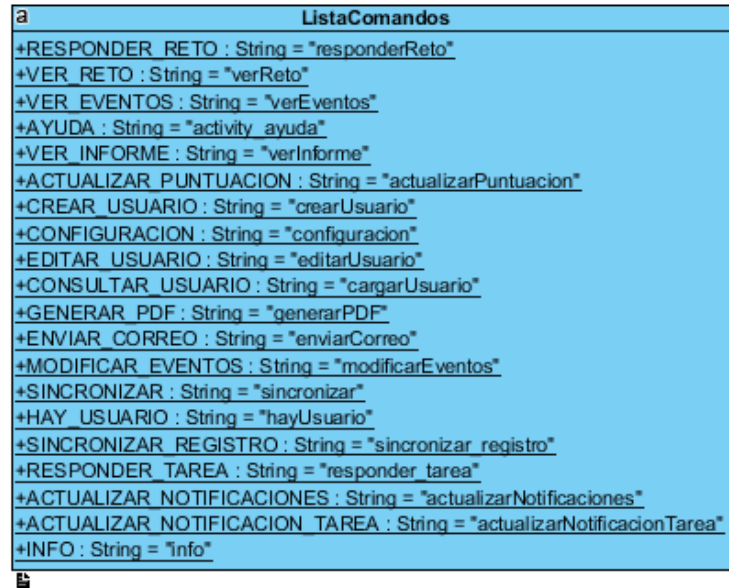 a
ListaComandos
+RESPONDER_RETO : String = "responderReto"
+VER_RETO : String = "verReto"
+VER_EVENTOS : String = "verEventos"
+AYUDA : String = "activity_ayuda"
+VER_INFORME : String = "verInforme"
+ACTUALIZAR_PUNTUACION : String = "actualizarPuntuacion"
+CREAR_USUARIO : String = "crearUsuario"
+CONFIGURACION : String = "configuracion"
+EDITAR_USUARIO : String = "editarUsuario"
+CONSULTAR_USUARIO : String = "cargarUsuario"
+GENERAR_PDF : String = "generarPDF"
+ENVIAR_CORREO : String = "enviarCorreo"
+MODIFICAR_EVENTOS : String = "modificarEventos"
+SINCRONIZAR : String = "sincronizar"
+HAY_USUARIO : String = "hayUsuario"
+SINCRONIZAR_REGISTRO : String = "sincronizar_registro"
+RESPONDER_TAREA : String = "responder_tarea"
+ACTUALIZAR_NOTIFICACIONES : String = "actualizarNotificaciones"
+ACTUALIZAR_NOTIFICACION_TAREA : String = "actualizarNotificacionTarea"
+INFO : String = "info"